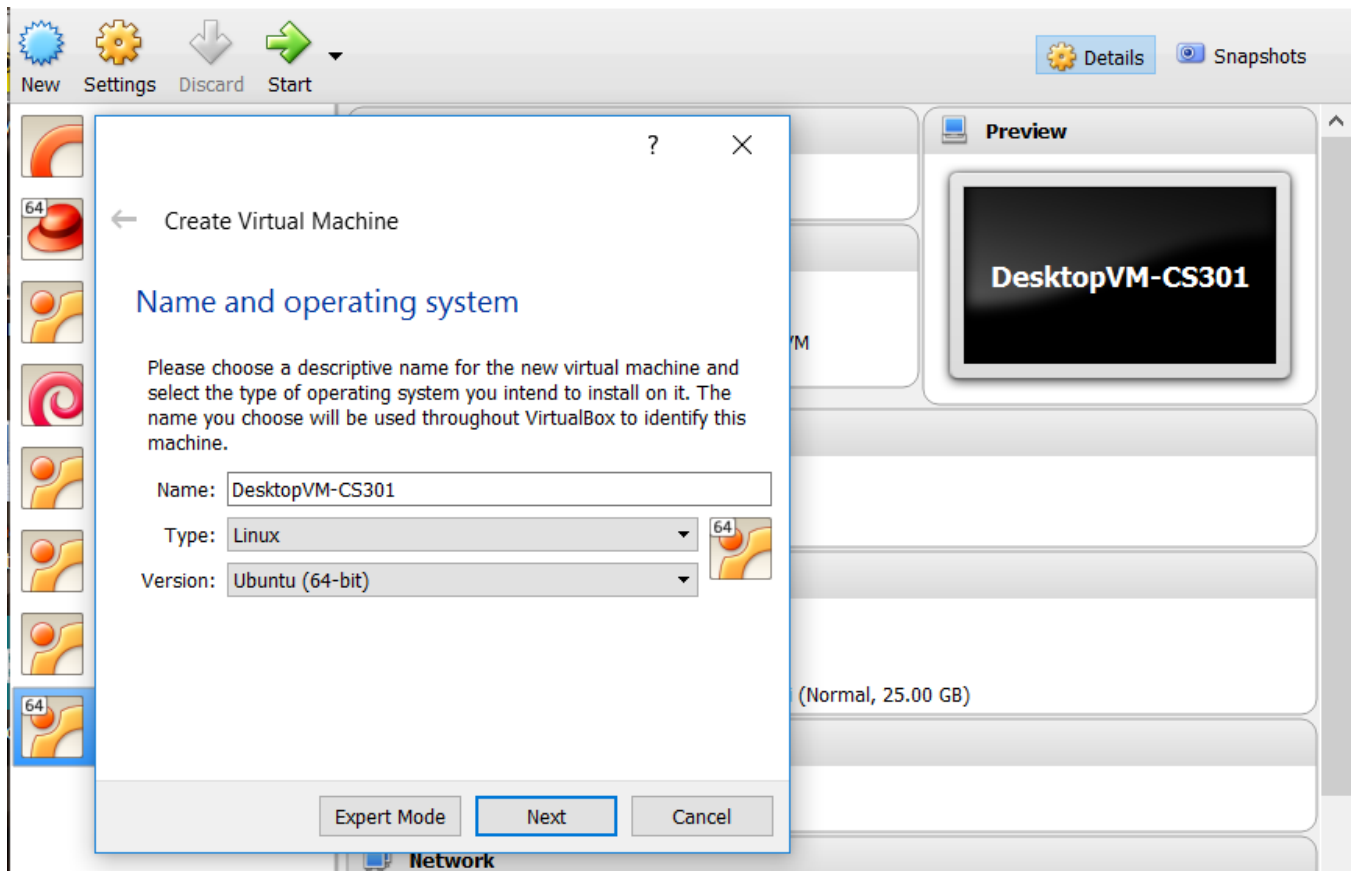 New Settings Discard Start
Details Snapshots
64
64
? ×
← Create Virtual Machine
Name and operating system
Please choose a descriptive name for the new virtual machine and
select the type of operating system you intend to install on it. The
name you choose will be used throughout VirtualBox to identify this
machine.
Name: DesktopVM-CS301
Type: Linux
64
Version: Ubuntu (64-bit)
Expert Mode Next Cancel
Preview
DesktopVM-CS301
(Normal, 25.00 GB)
Network